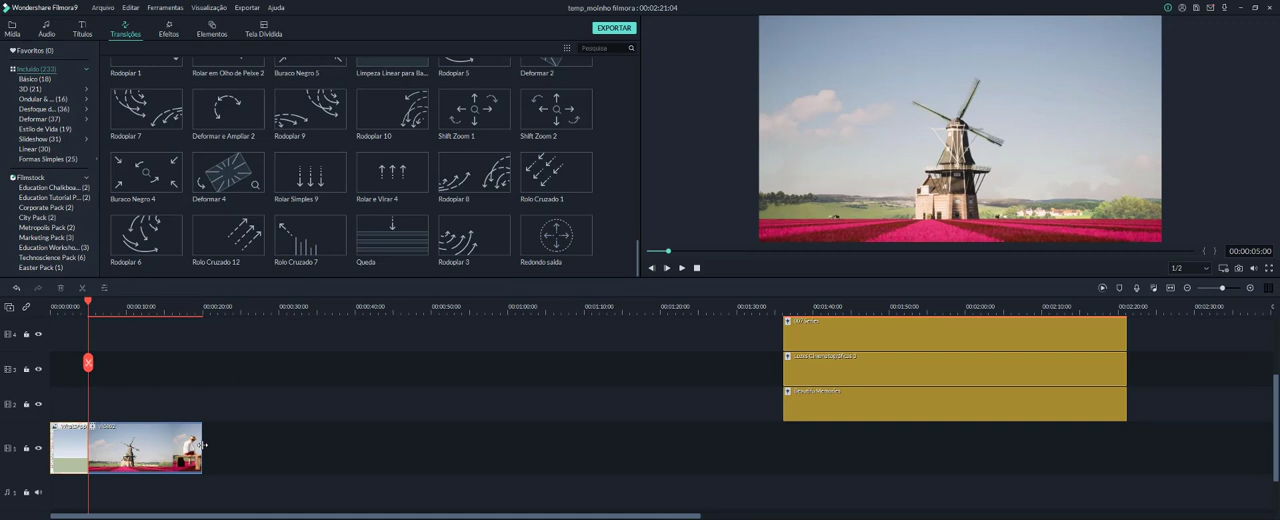 Wondershare Filmora9
Arquivo Editar Ferramentas Visualização Exportar Ajuda
temp_moinho filmora : 00:02:21:04
Mídia Áudio Títulos Transições Efeitos Elementos Tela Dividida
EXPORTAR
Favoritos (0)
Pesquisa
Incluído (233)
Básico (18)
3D (21)
Ondular & ... (16)
Desfoque d... (36)
Deformar (37)
Estilo de Vida (19)
Slideshow (31)
Linear (30)
Formas Simples (25)
Filmstock
Education Chalkboa... (2)
Education Tutorial P... (2)
Corporate Pack (2)
City Pack (2)
Metropolis Pack (2)
Marketing Pack (3)
Education Worksho... (3)
Technoscience Pack (6)
Easter Pack (1)
Rodopiar 1 Rolar em Olho de Peixe 2 Buraco Negro 5 Limpeza Linear para Ba... Rodopiar 5 Deformar 2
Rodopiar 7 Deformar e Ampliar 2 Rodopiar 9 Rodopiar 10 Shift Zoom 1 Shift Zoom 2
Buraco Negro 4 Deformar 4 Rolar Simples 9 Rolar e Virar 4 Rodopiar 8 Rolo Cruzado 1
Rodopiar 6 Rolo Cruzado 12 Rolo Cruzado 7 Queda Rodopiar 3 Redondo saída
{ } 00:00:05:00
1/2
00:00:00:00 00:00:10:00 00:00:20:00 00:00:30:00 00:00:40:00 00:00:50:00 00:01:00:00 00:01:10:00 00:01:20:00 00:01:30:00 00:01:40:00 00:01:50:00 00:02:00:00 00:02:10:00 00:02:20:00 00:02:30:00
4
007 Series
3
2
Beautiful Memories
1
1